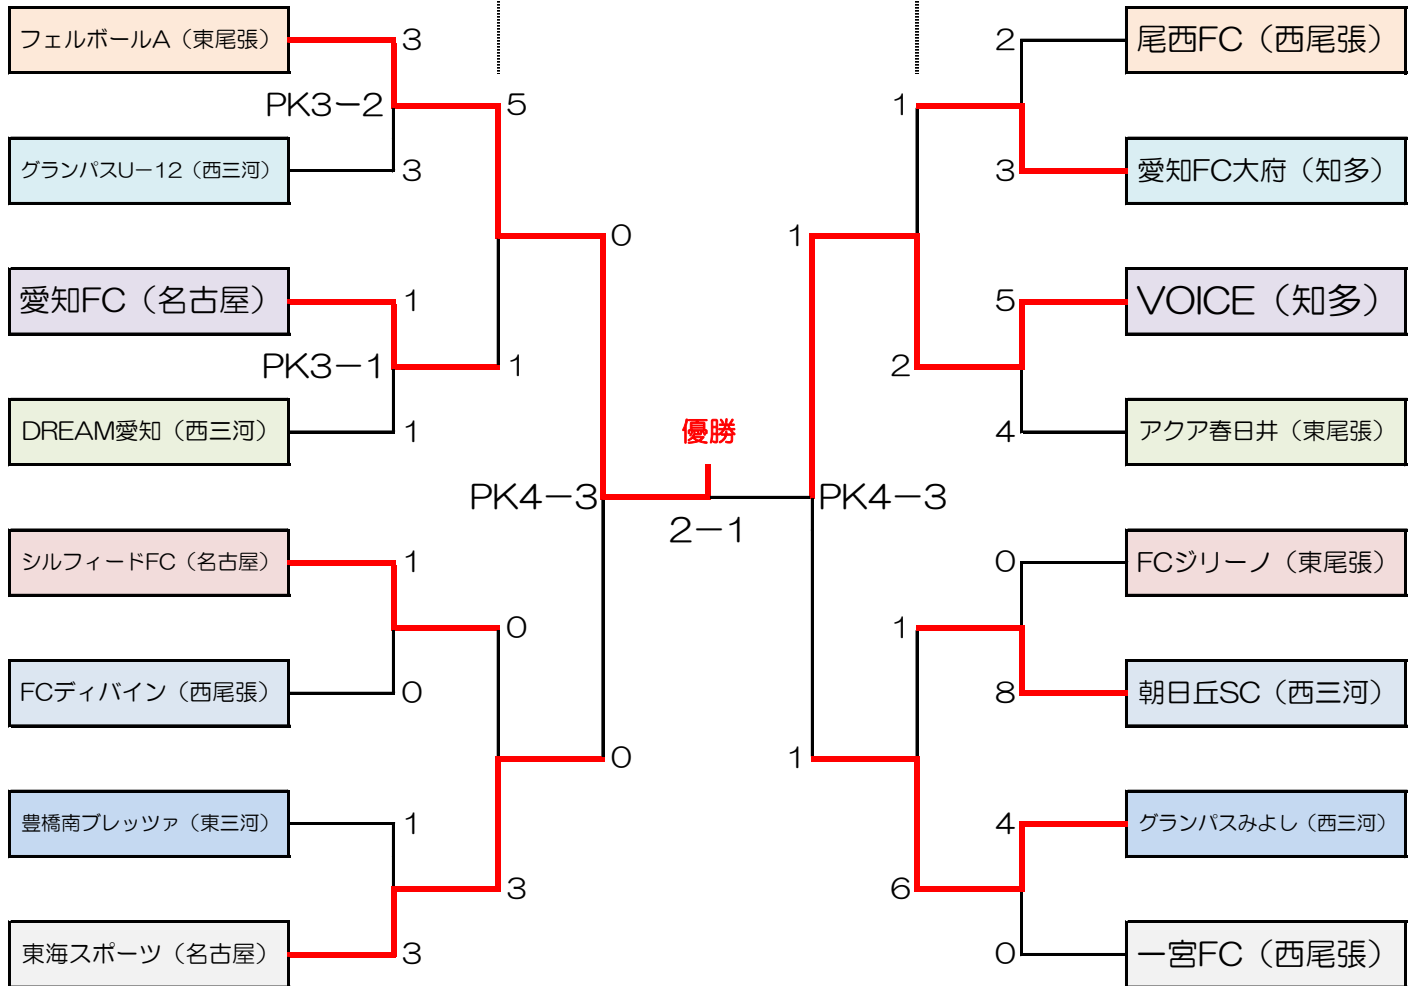 フェルボールA（東尾張）
3
PK3－2
5
グランパスU－12（西三河）
3
0
愛知FC（名古屋）
1
PK3－1
1
DREAM愛知（西三河）
1
PK4－3
シルフィードFC（名古屋）
1
0
FCディバイン（西尾張）
0
0
豊橋南ブレッツァ（東三河）
1
3
東海スポーツ（名古屋）
3
優勝
2－1
2
尾西FC（西尾張）
1
3
愛知FC大府（知多）
1
5
VOICE（知多）
2
4
アクア春日井（東尾張）
PK4－3
0
FCジリーノ（東尾張）
1
8
朝日丘SC（西三河）
1
4
グランパスみよし（西三河）
6
0
一宮FC（西尾張）